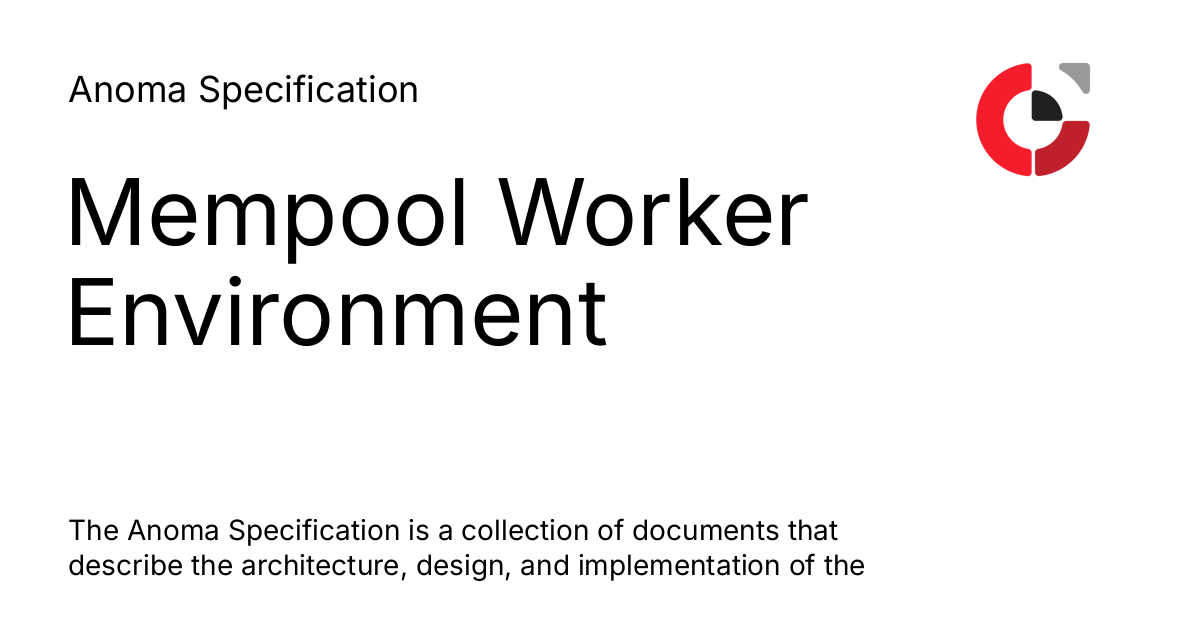 Anoma Specification
Mempool Worker
Environment
The Anoma Specification is a collection of documents that
describe the architecture, design, and implementation of the